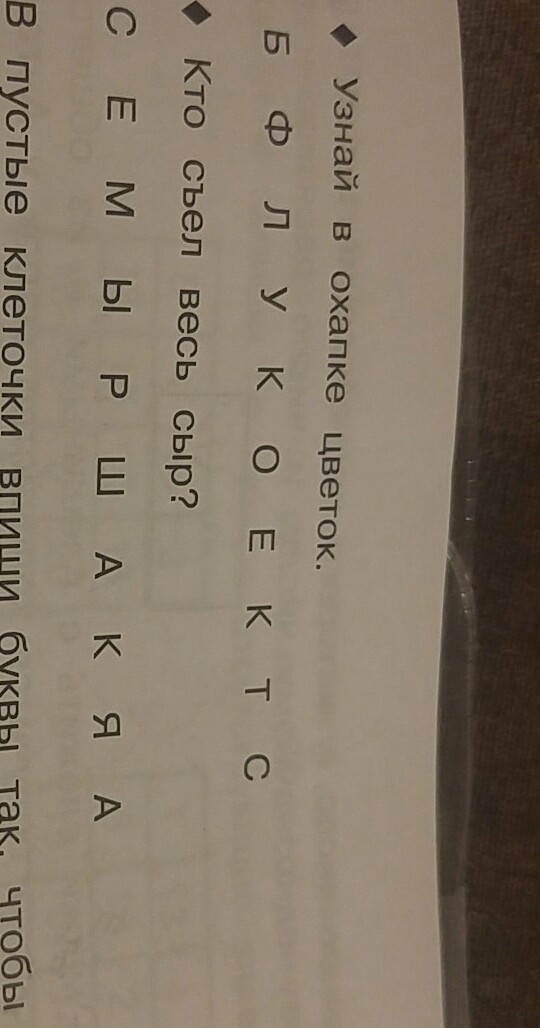 ♦ Узнай в охапке цветок.
Б Ф Л У К О Е К Т С
♦ Кто съел весь сыр?
С Е М Ы Р Ш А К Я А
В пустые клеточки впиши буквы так, чтобы